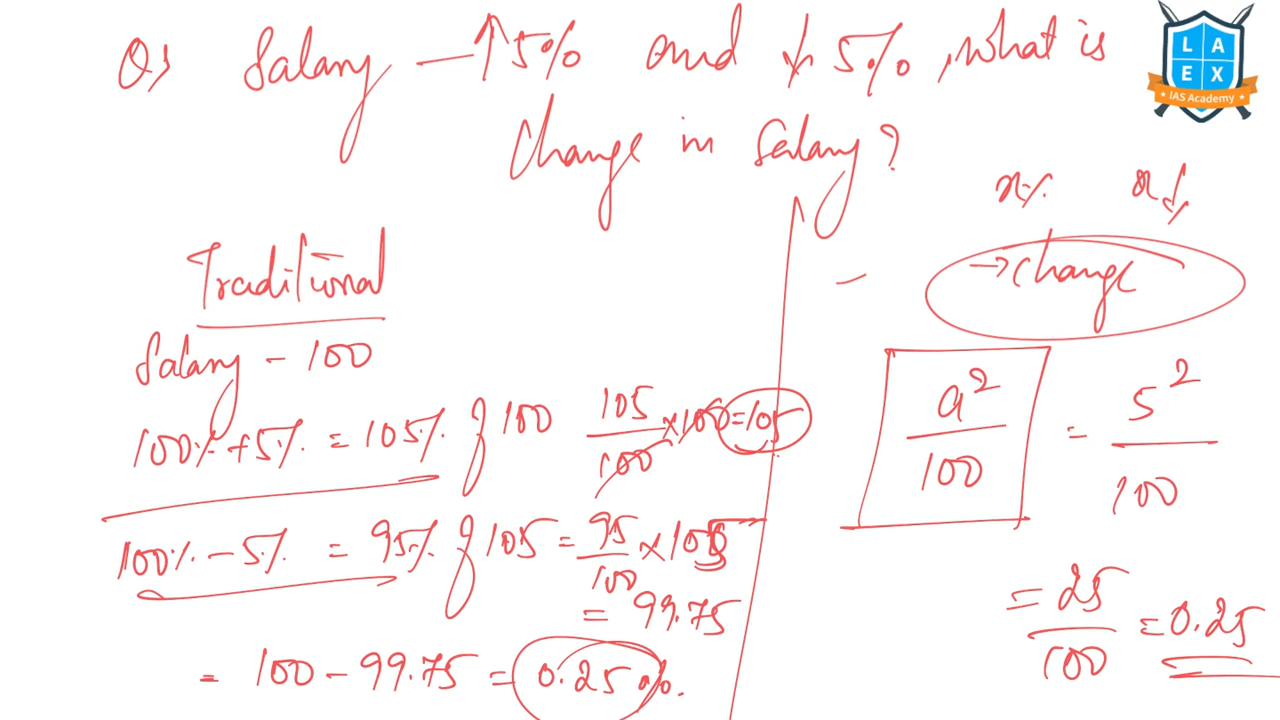 Q) Salary - ↑ 5% and ↓ 5%, what is
change in Salary?
LAEX
IAS Academy
Traditional
Salary - 100
100% + 5% = 105% of 100 105/100 × 100 = 105
100% - 5% = 95% of 105 = 95/100 × 105
= 99.75
= 100 - 99.75 = 0.25%.
x% x↓
→ change
a²/100 = 5²/100
= 25/100 = 0.25